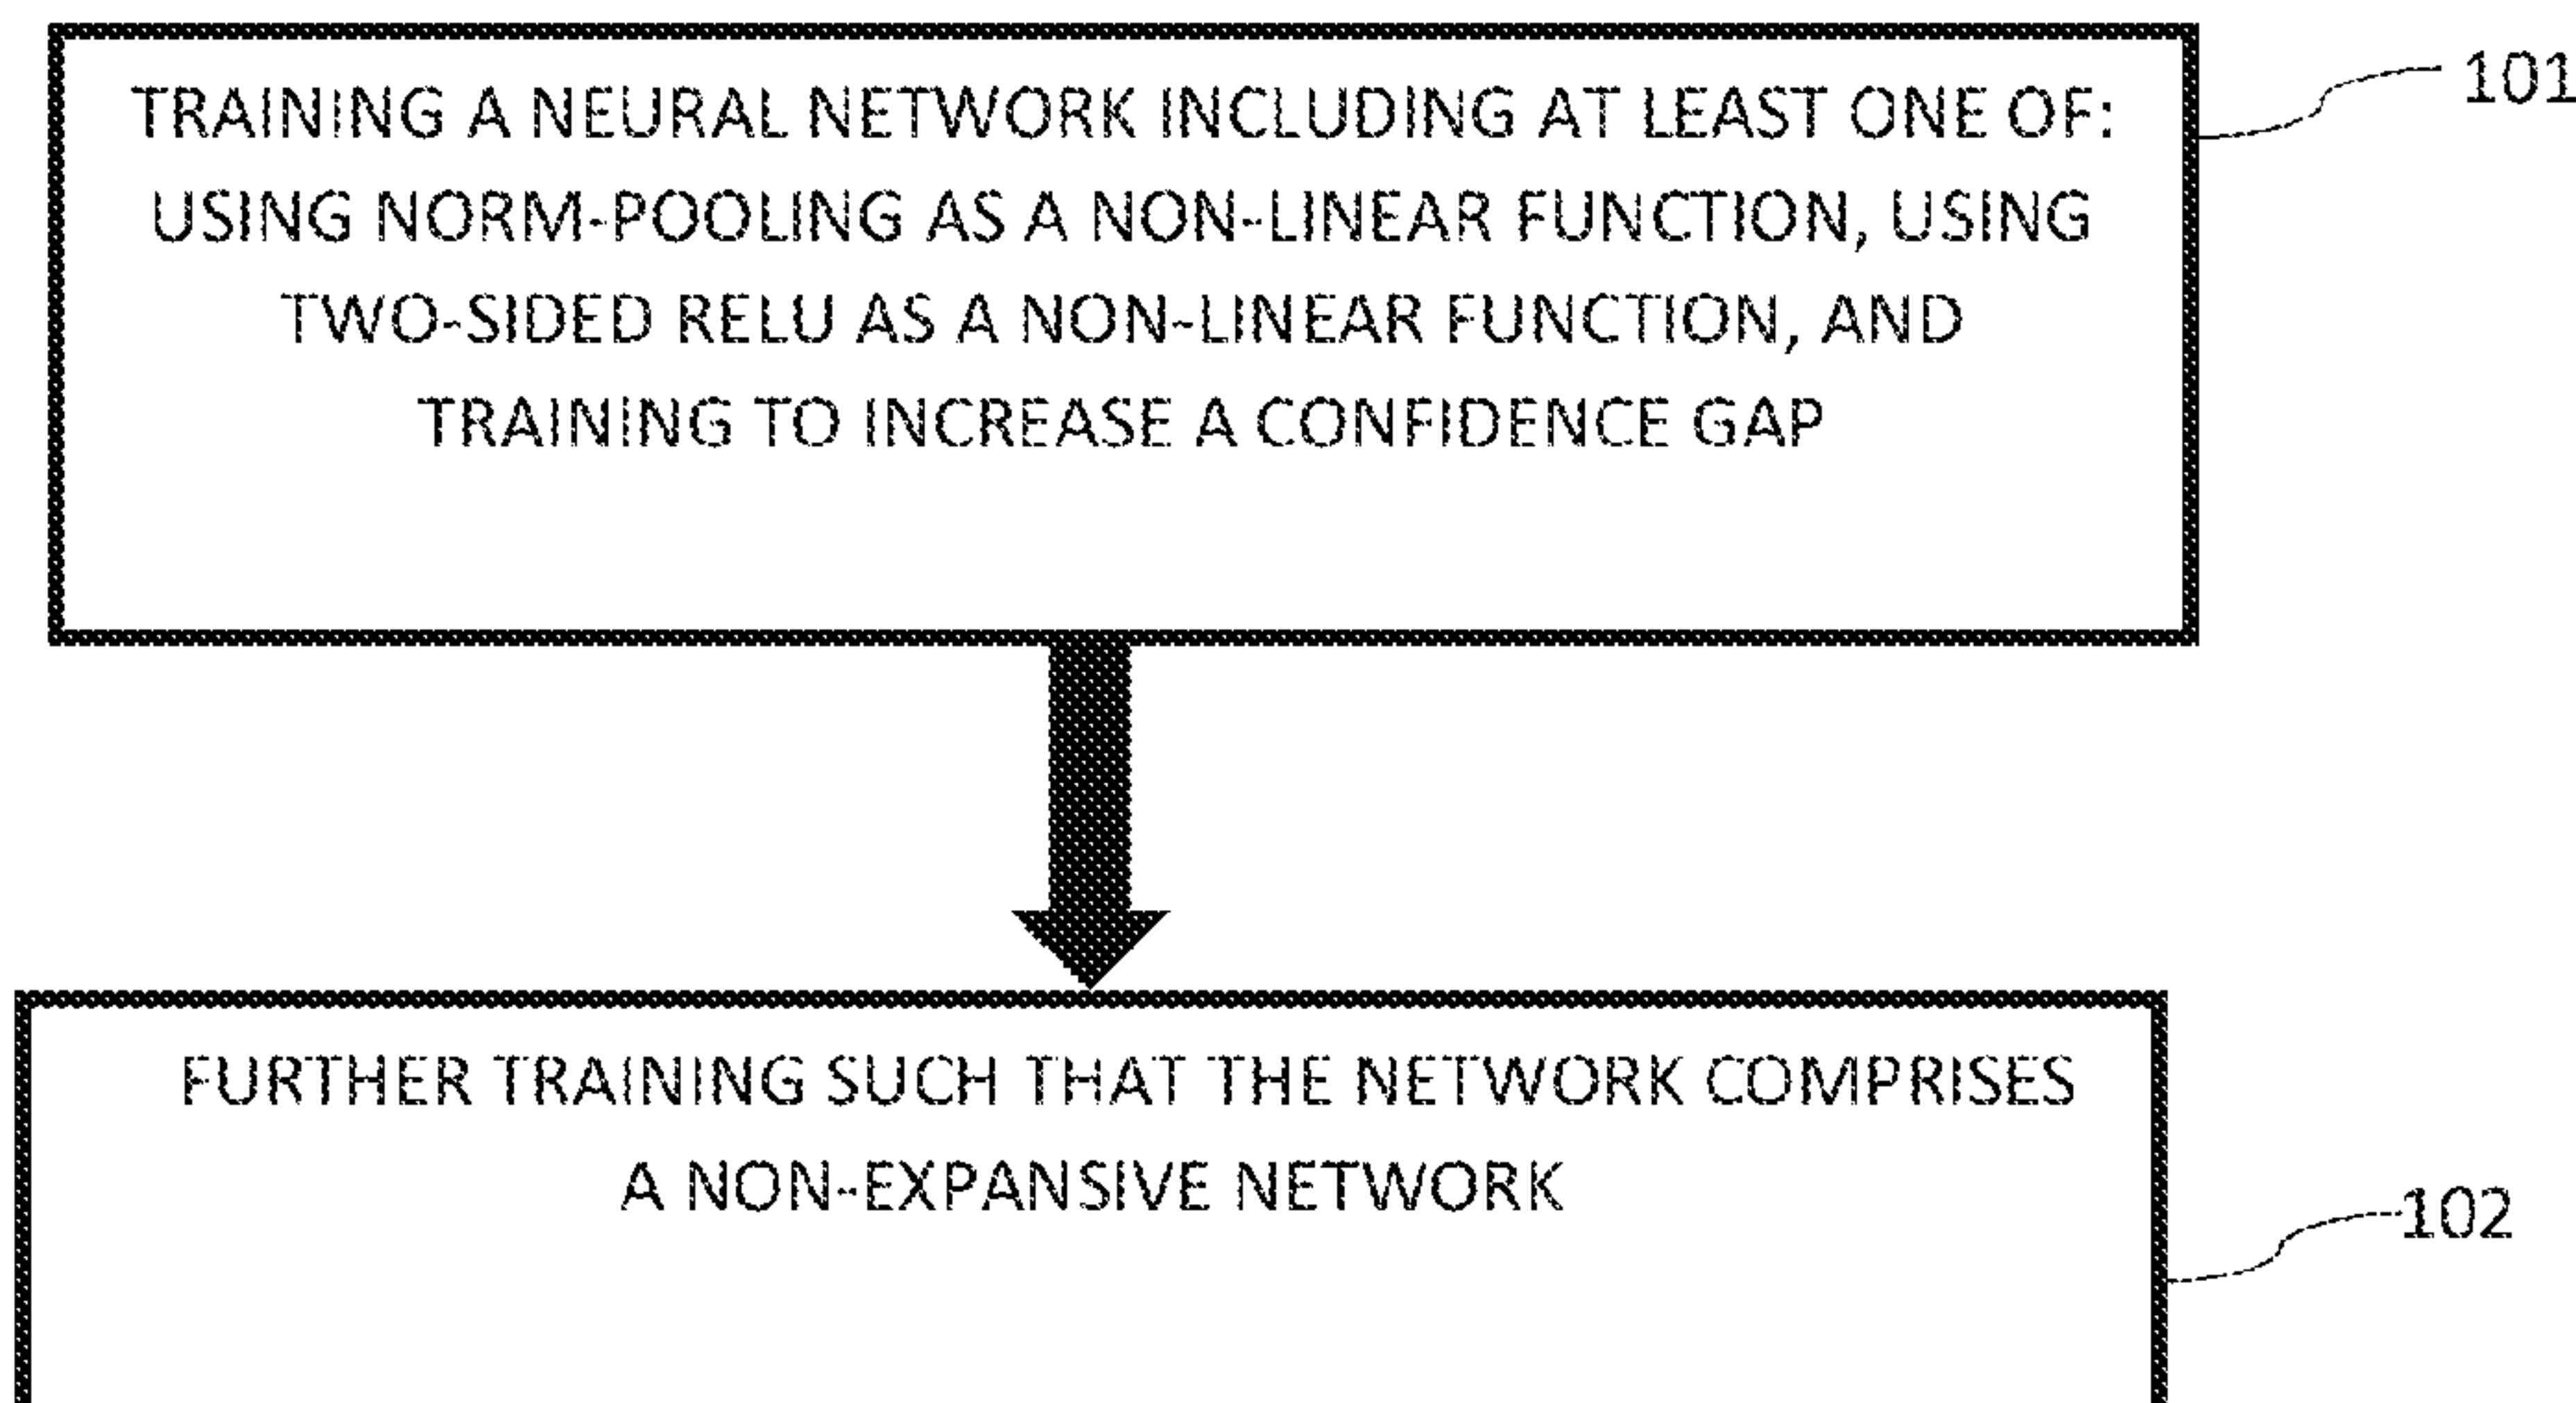 TRAINING A NEURAL NETWORK INCLUDING AT LEAST ONE OF:
USING NORM-POOLING AS A NON-LINEAR FUNCTION, USING
TWO-SIDED RELU AS A NON-LINEAR FUNCTION, AND
TRAINING TO INCREASE A CONFIDENCE GAP
101
FURTHER TRAINING SUCH THAT THE NETWORK COMPRISES
A NON-EXPANSIVE NETWORK
102